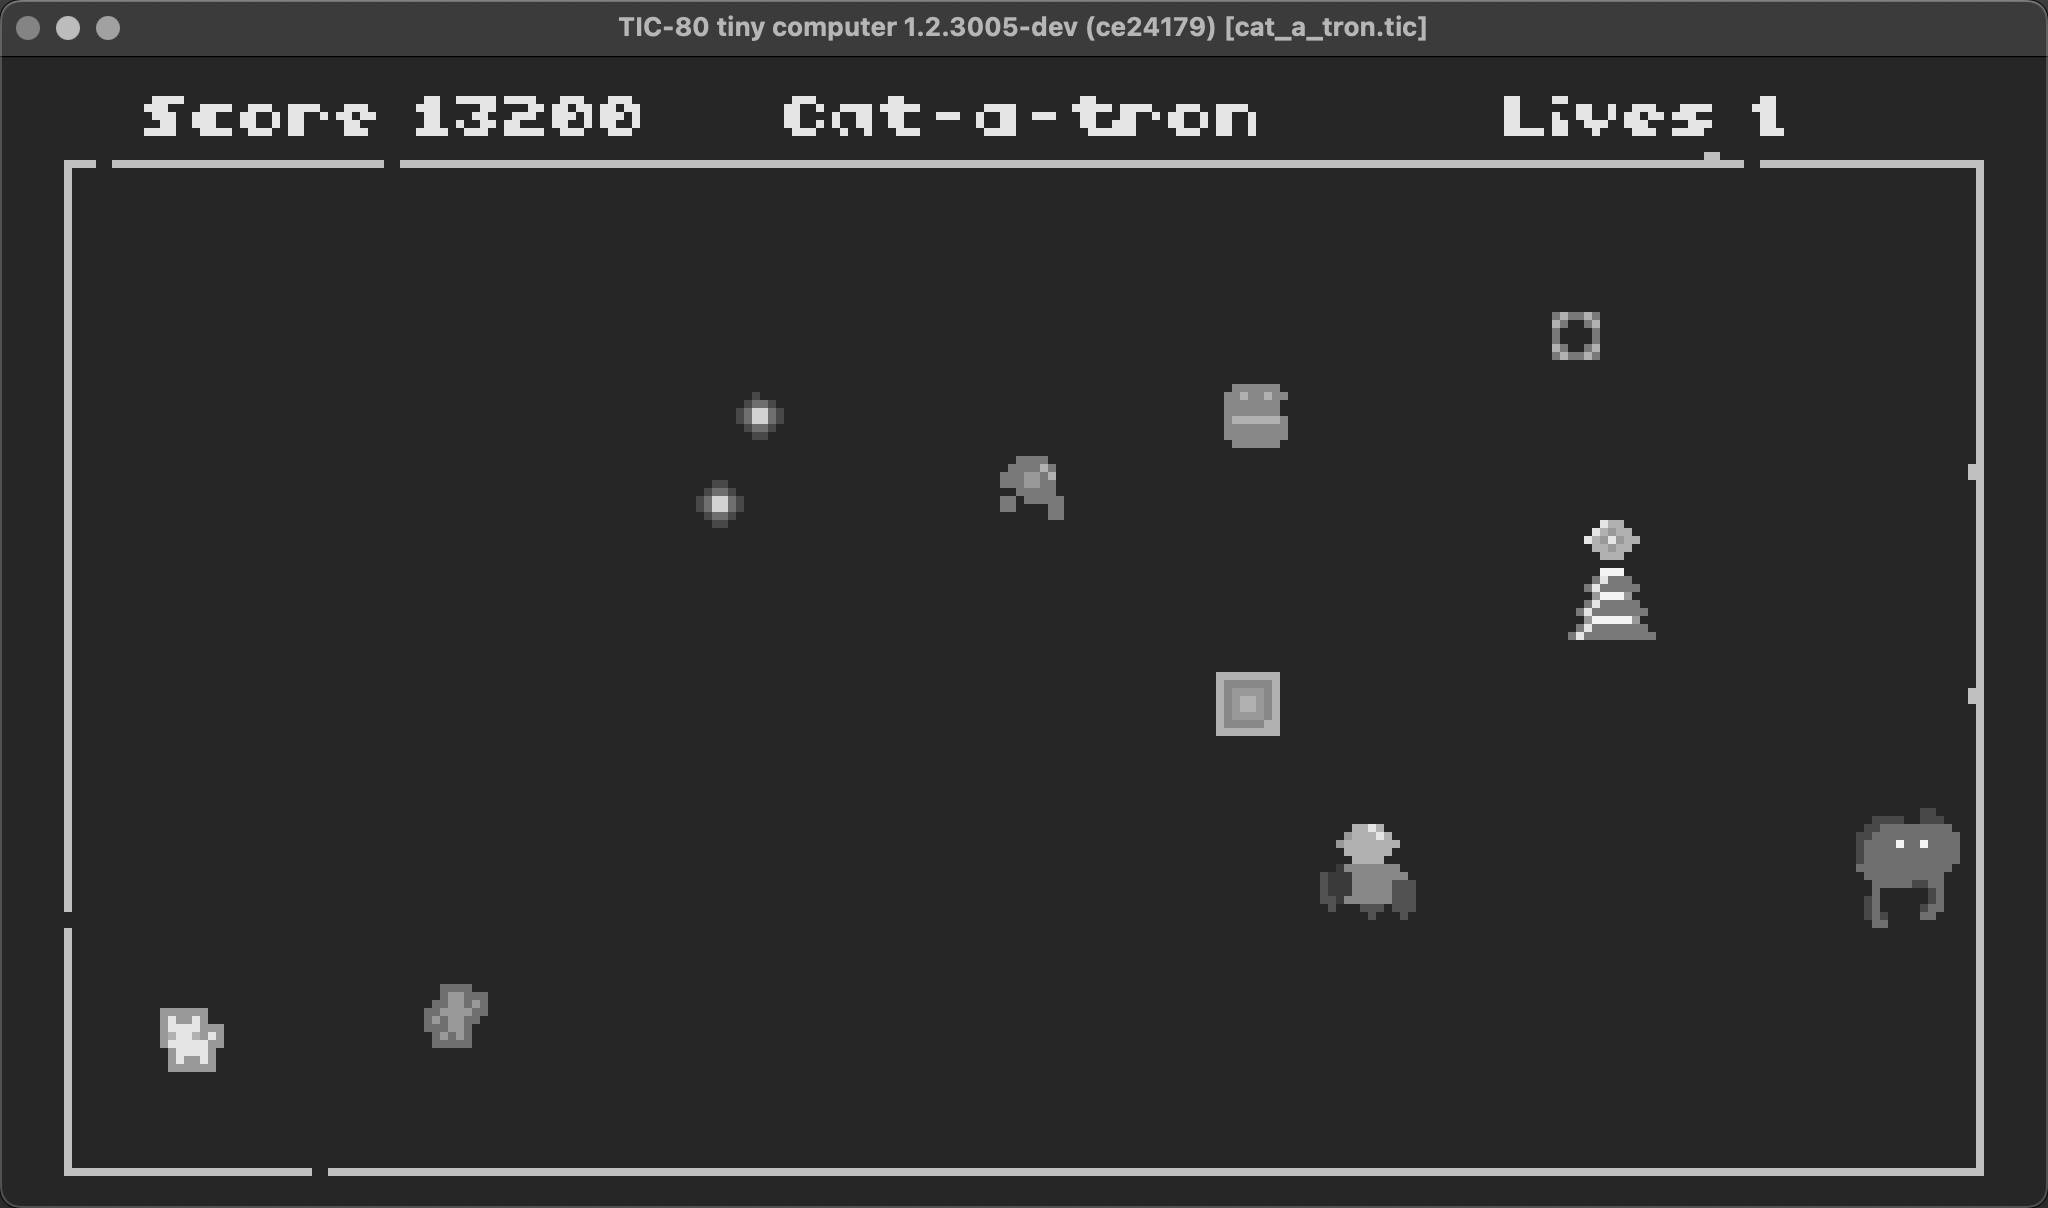 TIC-80 tiny computer 1.2.3005-dev (ce24179) [cat_a_tron.tic]
Score 13200 Cat-a-tron Lives 1